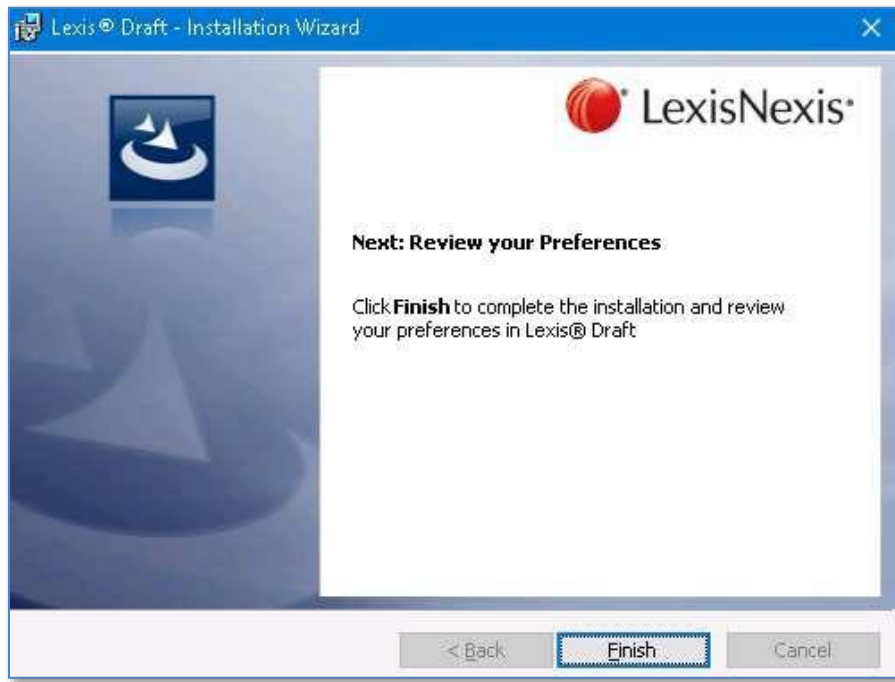 Lexis® Draft - Installation Wizard
LexisNexis®
Next: Review your Preferences
Click Finish to complete the installation and review
your preferences in Lexis® Draft
< Back Finish Cancel